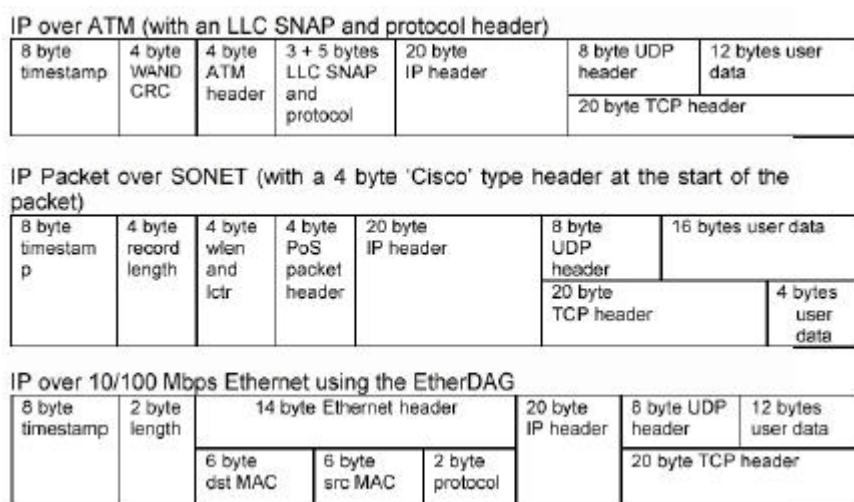 IP over ATM (with an LLC SNAP and protocol header)
8 byte timestamp
4 byte WAND CRC
4 byte ATM header
3 + 5 bytes LLC SNAP and protocol
20 byte IP header
8 byte UDP header
12 bytes user data
20 byte TCP header
IP Packet over SONET (with a 4 byte 'Cisco' type header at the start of the
packet)
8 byte timestam p
4 byte record length
4 byte wlen and lctr
4 byte PoS packet header
20 byte IP header
8 byte UDP header
16 bytes user data
20 byte TCP header
4 bytes user data
IP over 10/100 Mbps Ethernet using the EtherDAG
8 byte timestamp
2 byte length
14 byte Ethernet header
20 byte IP header
8 byte UDP header
12 bytes user data
6 byte dst MAC
6 byte src MAC
2 byte protocol
20 byte TCP header